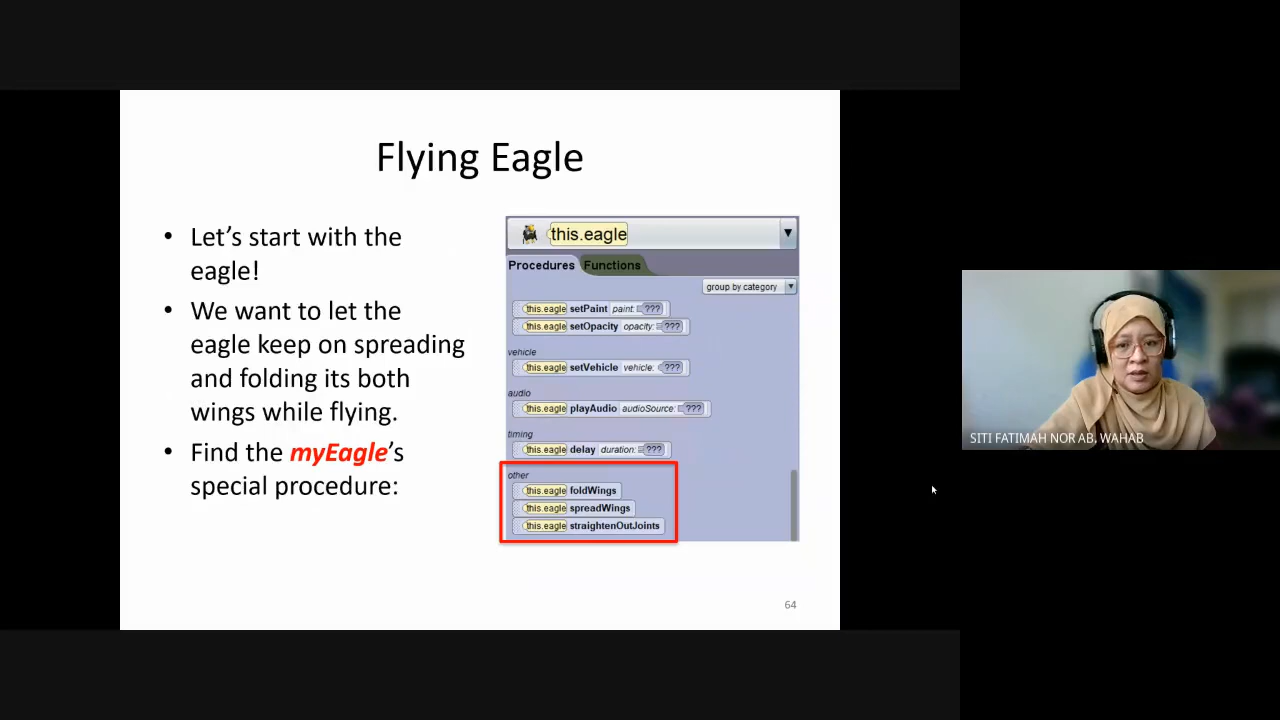 Flying Eagle
• Let’s start with the
eagle!
• We want to let the
eagle keep on spreading
and folding its both
wings while flying.
• Find the myEagle’s
special procedure:
this.eagle
Procedures Functions
group by category
this.eagle setPaint paint: ???
this.eagle setOpacity opacity: ???
vehicle
this.eagle setVehicle vehicle: ???
audio
this.eagle playAudio audioSource: ???
timing
this.eagle delay duration: ???
other
this.eagle foldWings
this.eagle spreadWings
this.eagle straightenOutJoints
64
SITI FATIMAH NOR AB. WAHAB